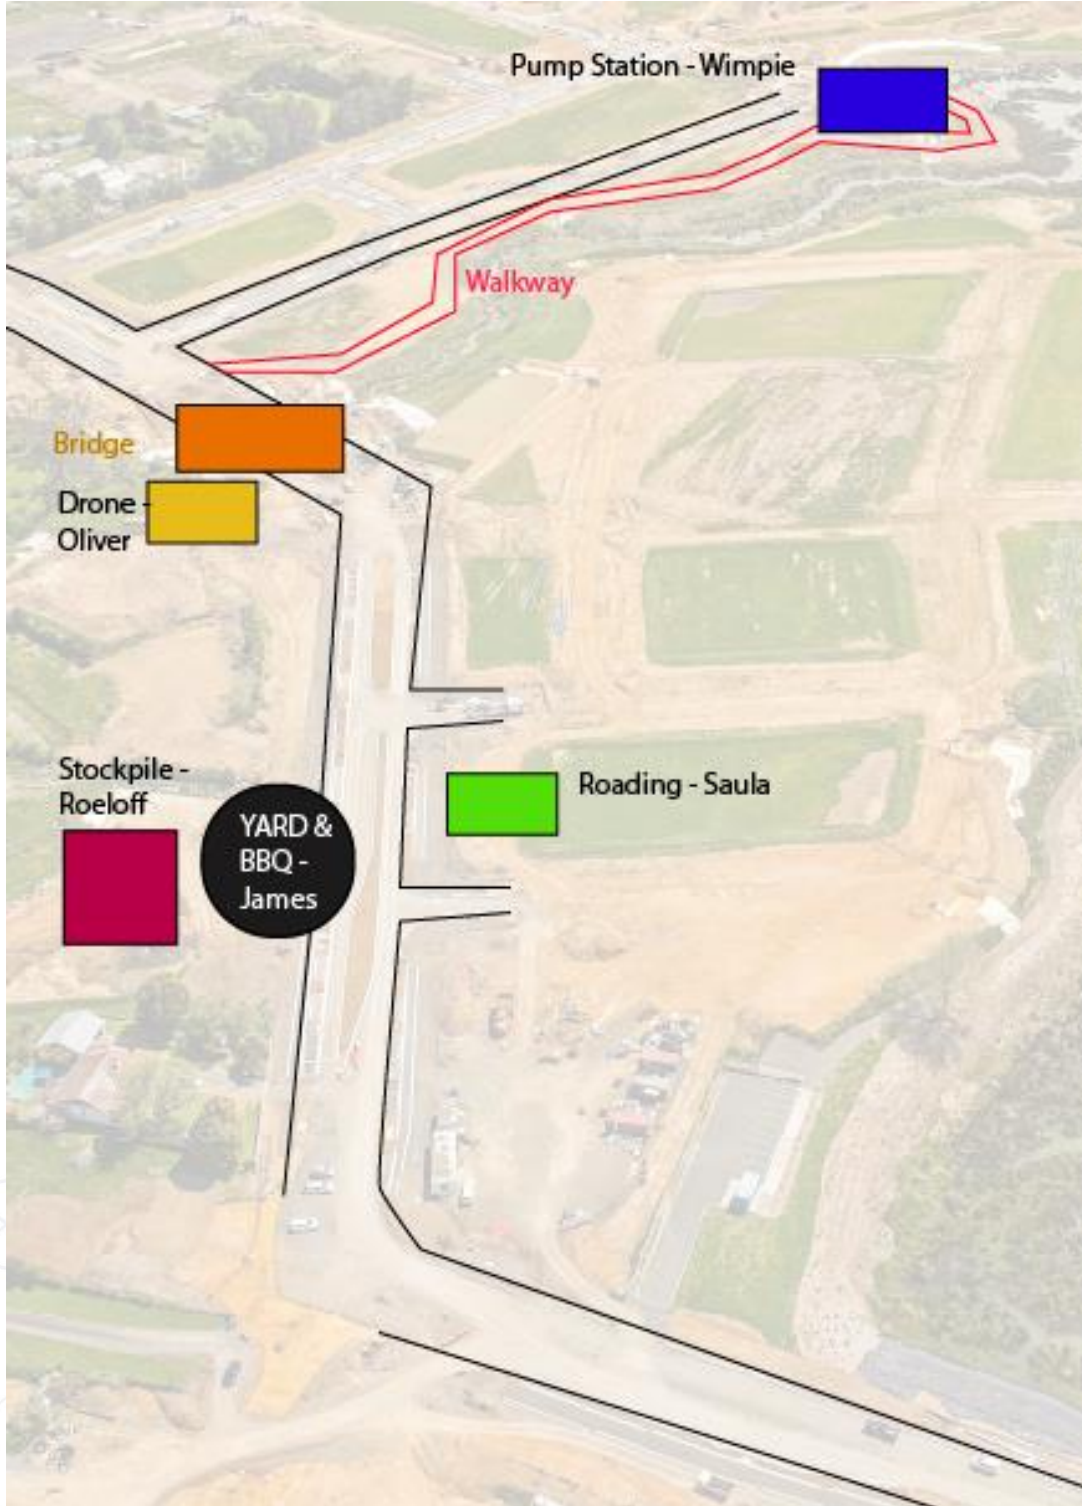 Pump Station - Wimpie
Walkway
Bridge
Drone -
Oliver
Stockpile -
Roeloff
YARD &
BBQ -
James
Roading - Saula